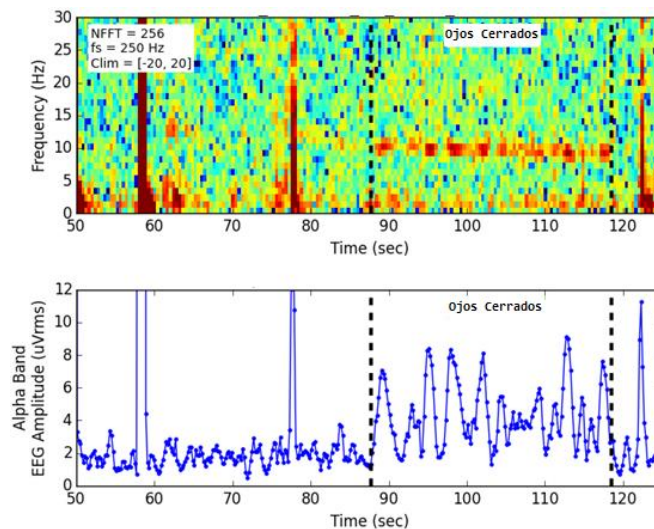 30
25
20
15
10
5
0
Frequency (Hz)
NFFT = 256
fs = 250 Hz
Clim = [-20, 20]
Ojos Cerrados
50 60 70 80 90 100 110 120
Time (sec)
12
10
8
6
4
2
0
Alpha Band
EEG Amplitude (uVrms)
Ojos Cerrados
50 60 70 80 90 100 110 120
Time (sec)